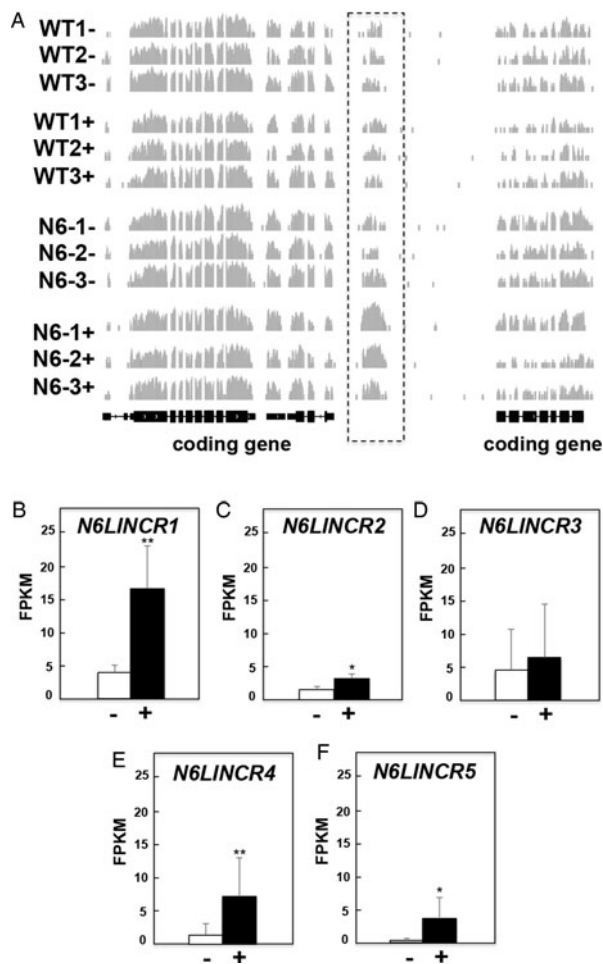 A
WT1-
WT2-
WT3-
WT1+
WT2+
WT3+
N6-1-
N6-2-
N6-3-
N6-1+
N6-2+
N6-3+
coding gene coding gene
B N6LINCR1
FPKM
25
20
15
10
5
0
**
- +
C N6LINCR2
FPKM
25
20
15
10
5
0
*
- +
D N6LINCR3
FPKM
25
20
15
10
5
0
- +
E N6LINCR4
FPKM
25
20
15
10
5
0
**
- +
F N6LINCR5
FPKM
25
20
15
10
5
0
*
- +